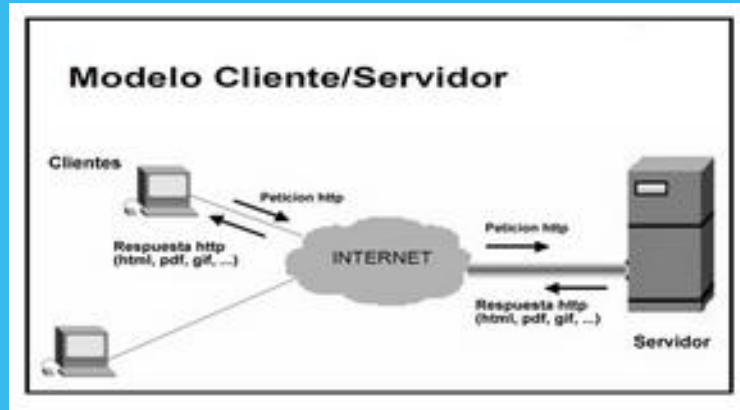 Modelo Cliente/Servidor
Clientes
Peticion http
Respuesta http
(html, pdf, gif, ...)
INTERNET
Peticion http
Respuesta http
(html, pdf, gif, ...)
Servidor